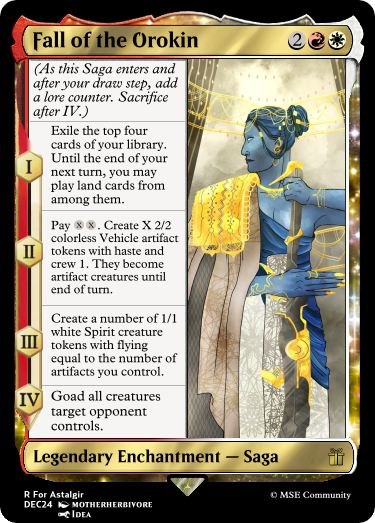 Fall of the Orokin 2
(As this Saga enters and
after your draw step, add
a lore counter. Sacrifice
after IV.)
I
Exile the top four
cards of your library.
Until the end of your
next turn, you may
play land cards from
among them.
II
Pay X X. Create X 2/2
colorless Vehicle artifact
tokens with haste and
crew 1. They become
artifact creatures until
end of turn.
III
Create a number of 1/1
white Spirit creature
tokens with flying
equal to the number of
artifacts you control.
IV
Goad all creatures
target opponent
controls.
Legendary Enchantment — Saga
R For Astalgir
DEC24 MOTHERHERBIVORE
IDEA
© MSE Community